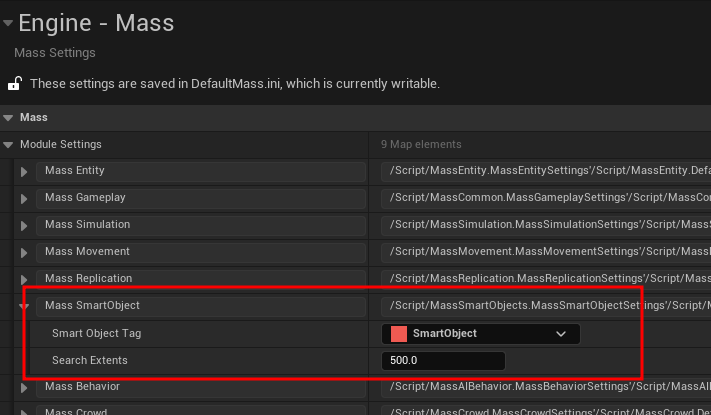 Engine - Mass
Mass Settings
These settings are saved in DefaultMass.ini, which is currently writable.
Mass
Module Settings 9 Map elements
Mass Entity /Script/MassEntity.MassEntitySettings'/Script/MassEntity.Defa
Mass Gameplay /Script/MassCommon.MassGameplaySettings'/Script/MassCo
Mass Simulation /Script/MassSimulation.MassSimulationSettings'/Script/MassS
Mass Movement /Script/MassMovement.MassMovementSettings'/Script/Mass
Mass Replication /Script/MassReplication.MassReplicationSettings'/Script/Mass
Mass SmartObject /Script/MassSmartObjects.MassSmartObjectSettings'/Script/M
Smart Object Tag SmartObject
Search Extents 500.0
Mass Behavior /Script/MassAIBehavior.MassBehaviorSettings'/Script/MassAI
Mass Crowd /Script/MassCrowd.MassCrowdSettings'/Script/MassCrowd.De